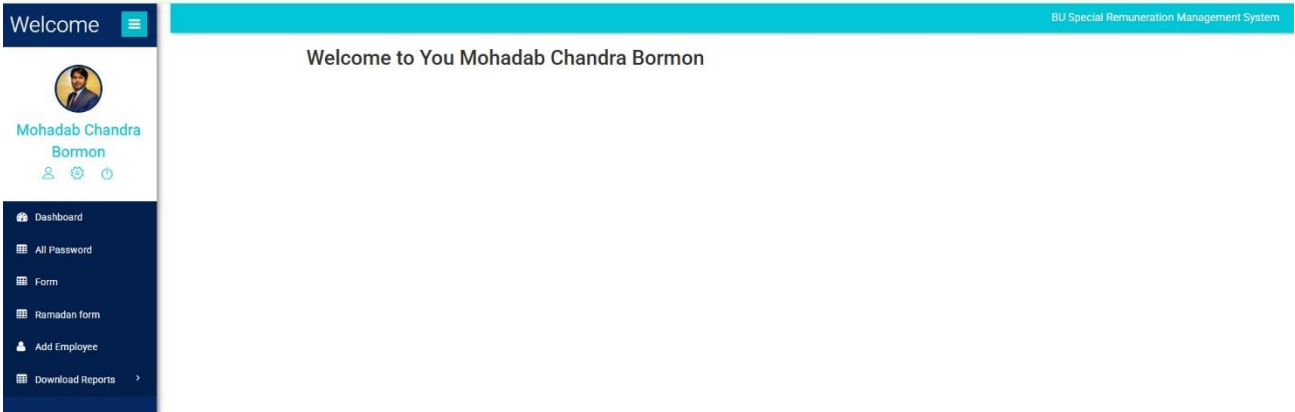 Welcome
BU Special Remuneration Management System
Welcome to You Mohadab Chandra Bormon
Mohadab Chandra
Bormon
Dashboard
All Password
Form
Ramadan form
Add Employee
Download Reports